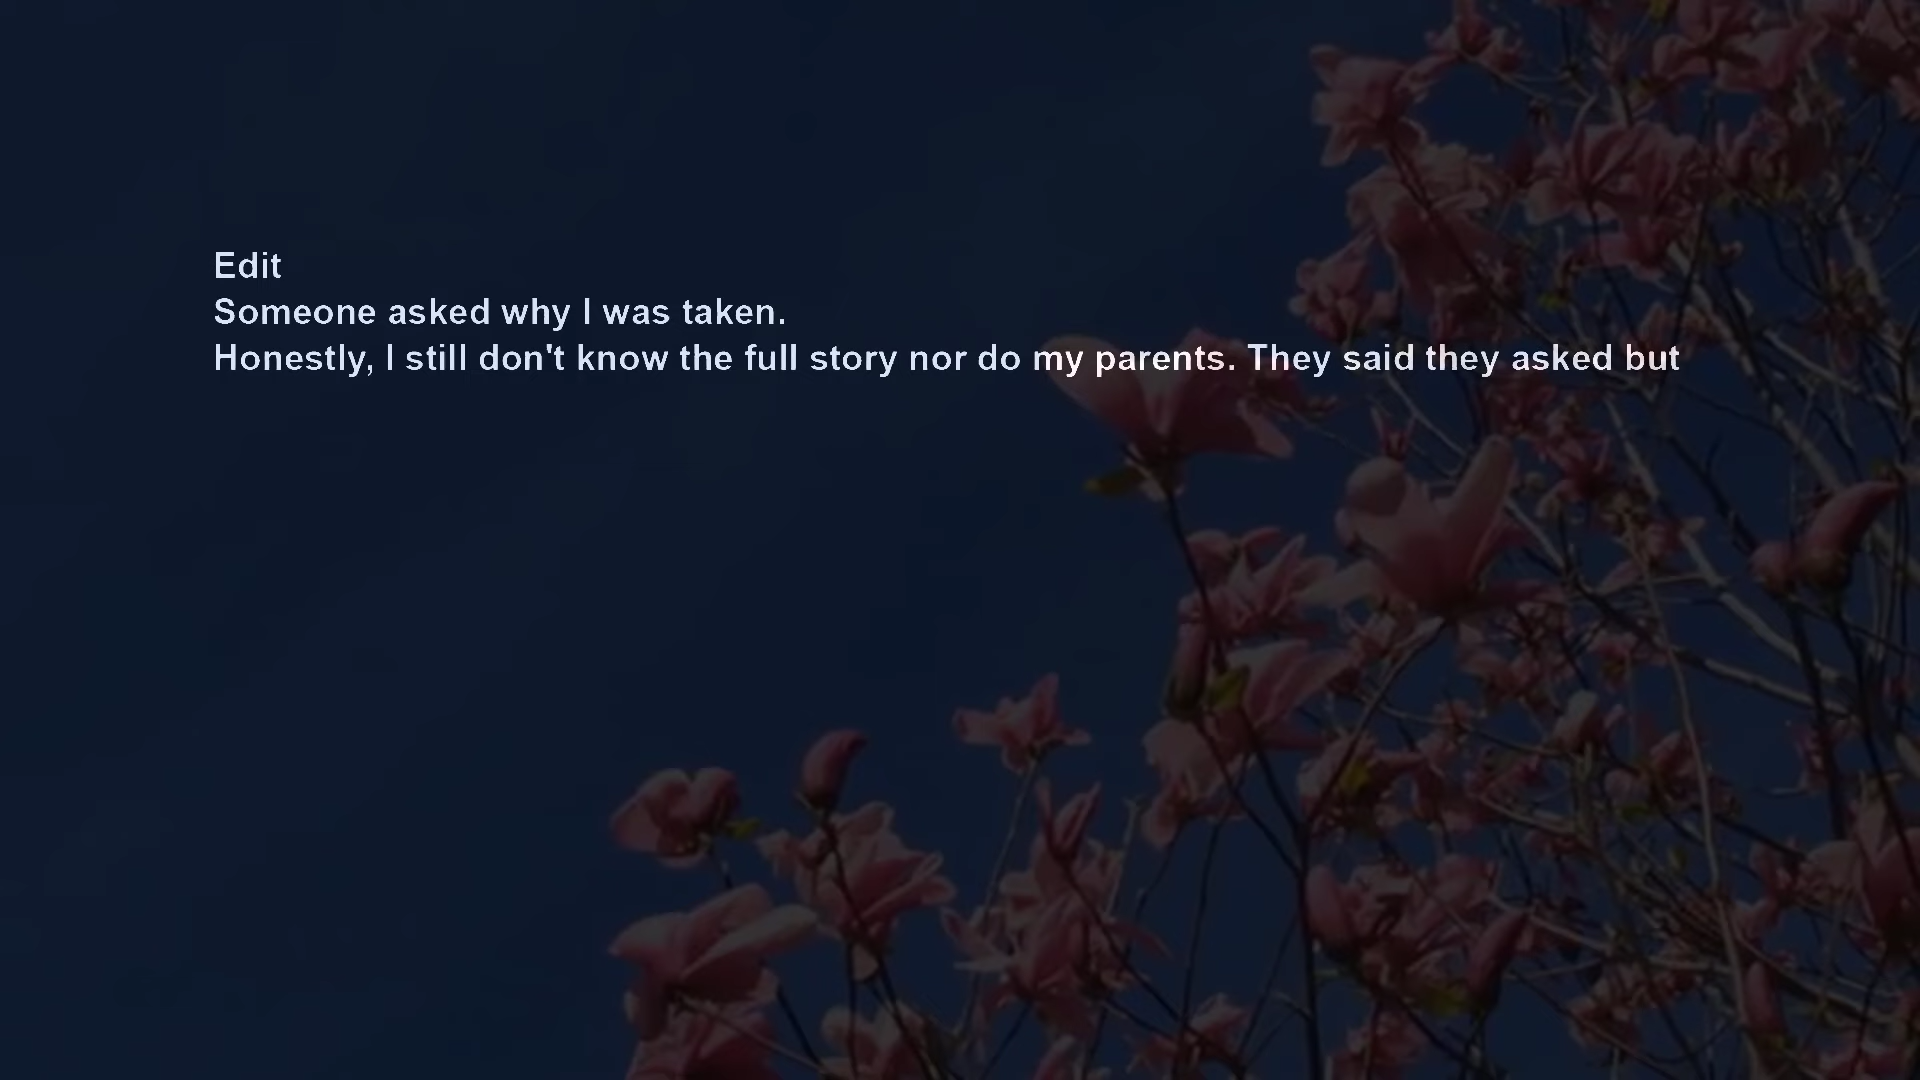 Edit
Someone asked why I was taken.
Honestly, I still don't know the full story nor do my parents. They said they asked but